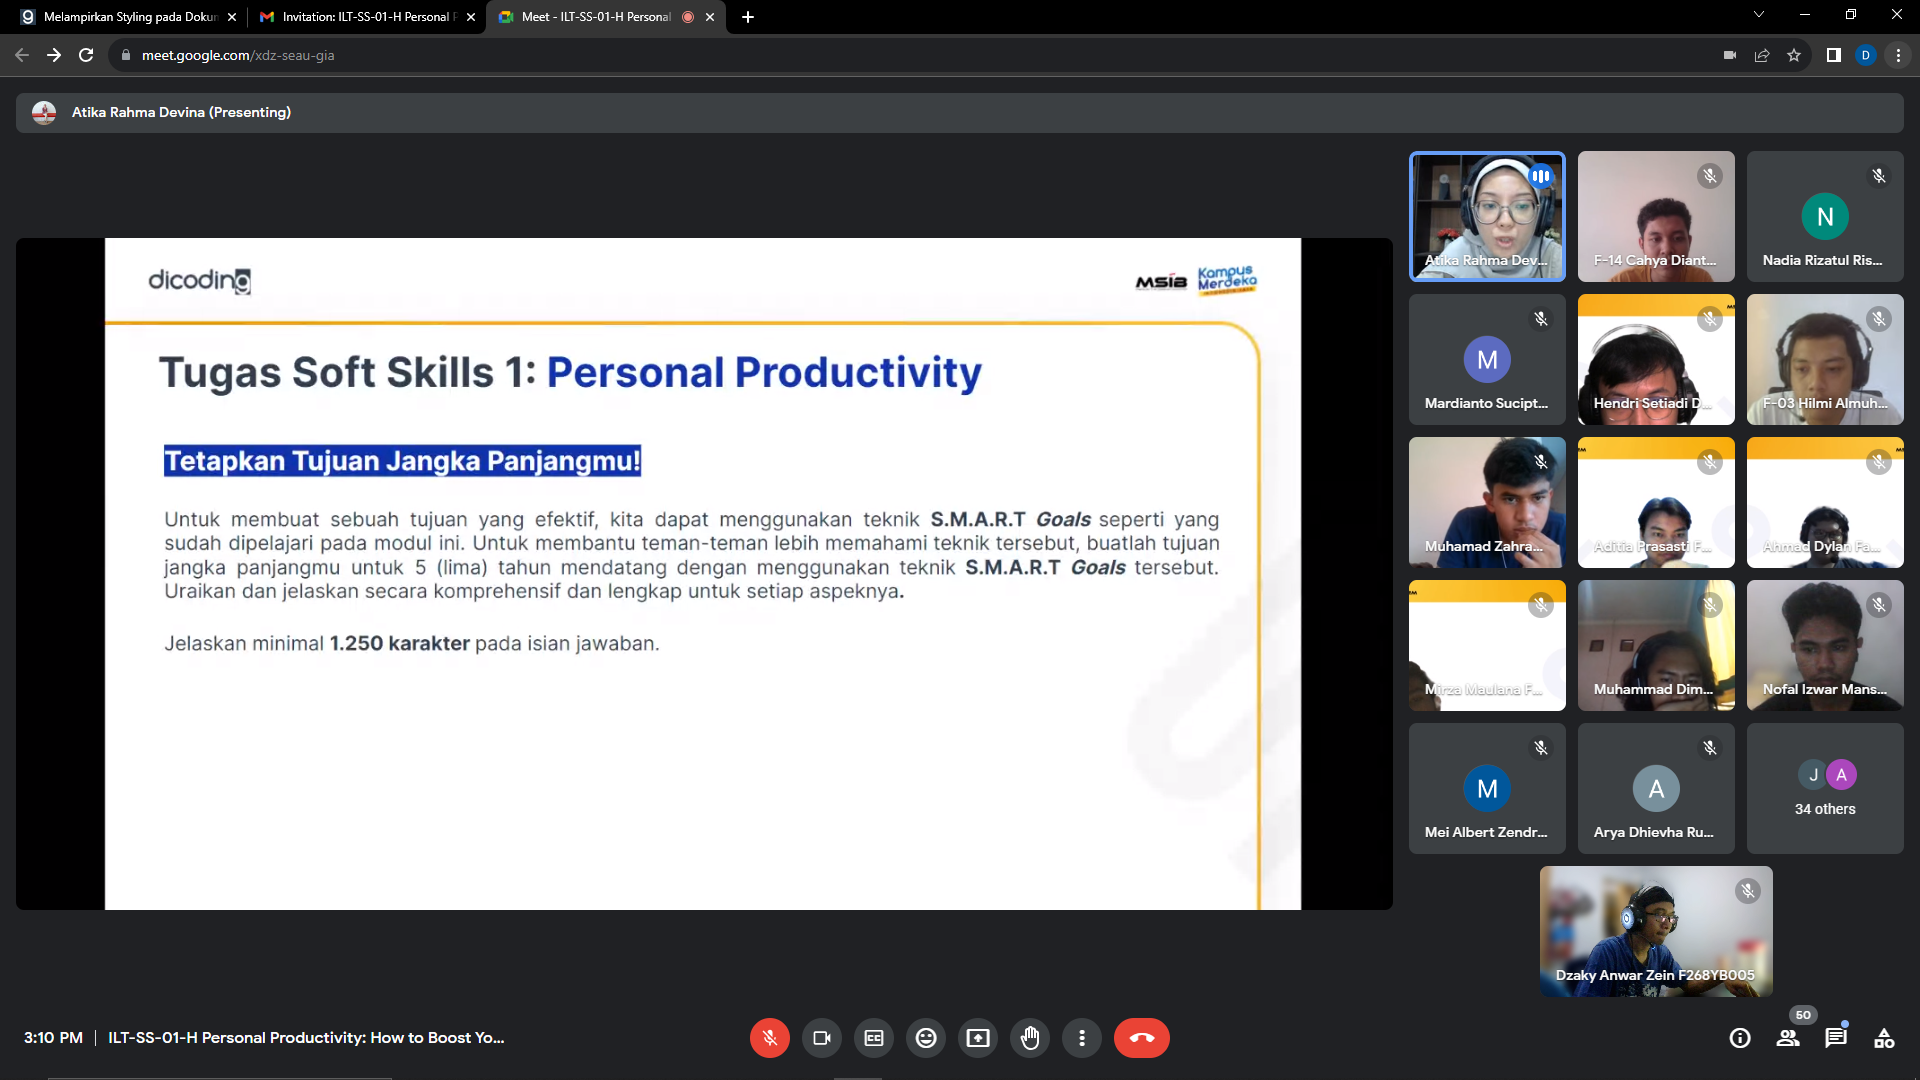 Melampirkan Styling pada Dokun
Invitation: ILT-SS-01-H Personal P
Meet - ILT-SS-01-H Personal
meet.google.com/xdz-seau-gia
D
Atika Rahma Devina (Presenting)
dicoding
MSIB
Kampus
Merdeka
Tugas Soft Skills 1: Personal Productivity
Tetapkan Tujuan Jangka Panjangmu!
Untuk membuat sebuah tujuan yang efektif, kita dapat menggunakan teknik S.M.A.R.T Goals seperti yang
sudah dipelajari pada modul ini. Untuk membantu teman-teman lebih memahami teknik tersebut, buatlah tujuan
jangka panjangmu untuk 5 (lima) tahun mendatang dengan menggunakan teknik S.M.A.R.T Goals tersebut.
Uraikan dan jelaskan secara komprehensif dan lengkap untuk setiap aspeknya.
Jelaskan minimal 1.250 karakter pada isian jawaban.
Atika Rahma Dev...
F-14 Cahya Diant...
N
Nadia Rizatul Ris...
M
Mardianto Sucipt...
Hendri Setiadi D...
F-03 Hilmi Almuh...
Muhamad Zahra...
Aditia Prasasti F...
Ahmad Dylan Fa...
Mirza Maulana F...
Muhammad Dim...
Nofal Izwar Mans...
M
Mei Albert Zendr...
A
Arya Dhievha Ru...
J
A
34 others
Dzaky Anwar Zein F268YB005
3:10 PM
ILT-SS-01-H Personal Productivity: How to Boost Yo...
50